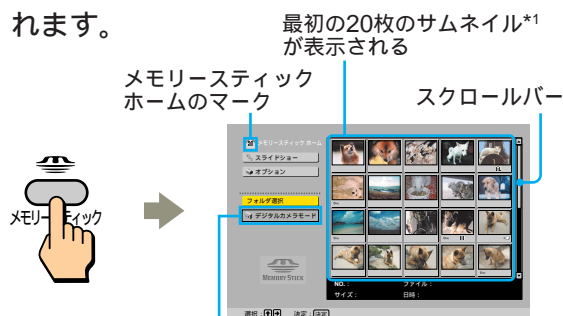 れます。
最初の20枚のサムネイル*1
が表示される
メモリースティック
ホームのマーク
スクロールバー
メモリースティック ホーム
スライドショー
オプション
フォルダ選択
デジタルカメラモード
MEMORY STICK
NO. : ファイル :
サイズ : 日時 :
選択 : 決定 : 決定
メモリースティック